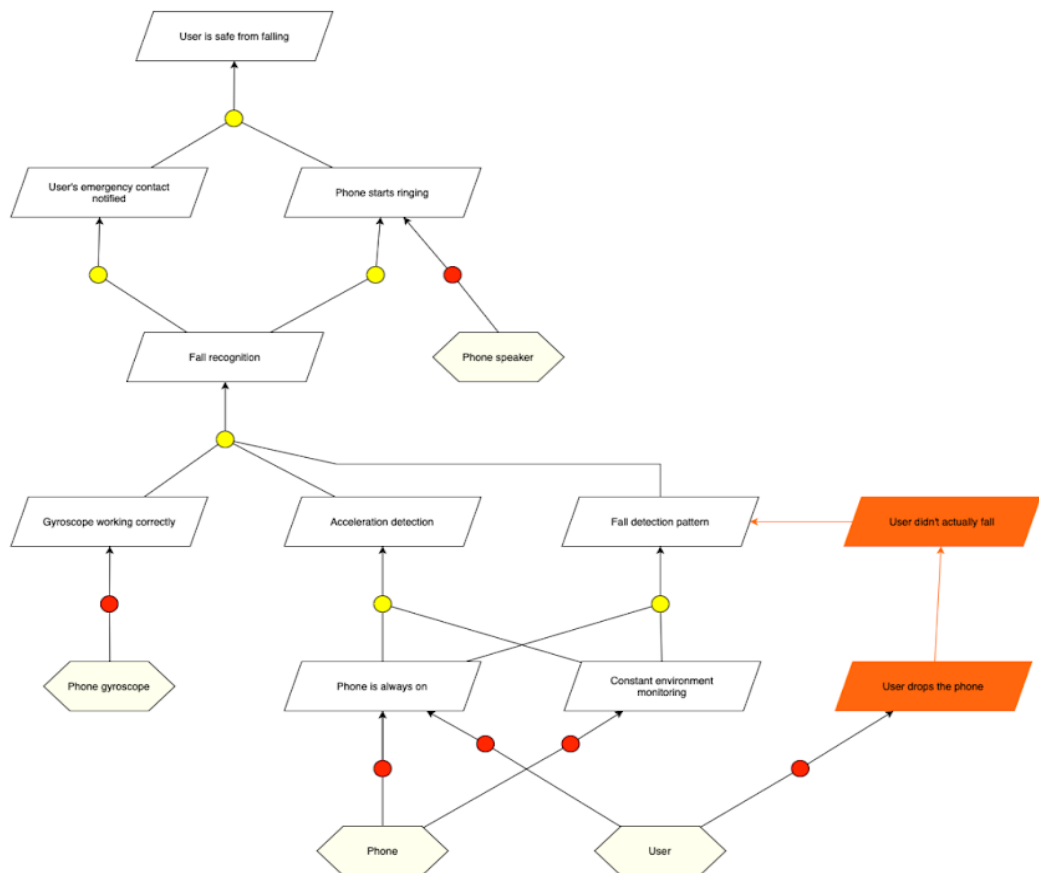 User is safe from falling
User's emergency contact
notified
Phone starts ringing
Fall recognition
Phone speaker
Gyroscope working correctly
Acceleration detection
Fall detection pattern
User didn't actually fall
Phone gyroscope
Phone is always on
Constant environment
monitoring
User drops the phone
Phone
User